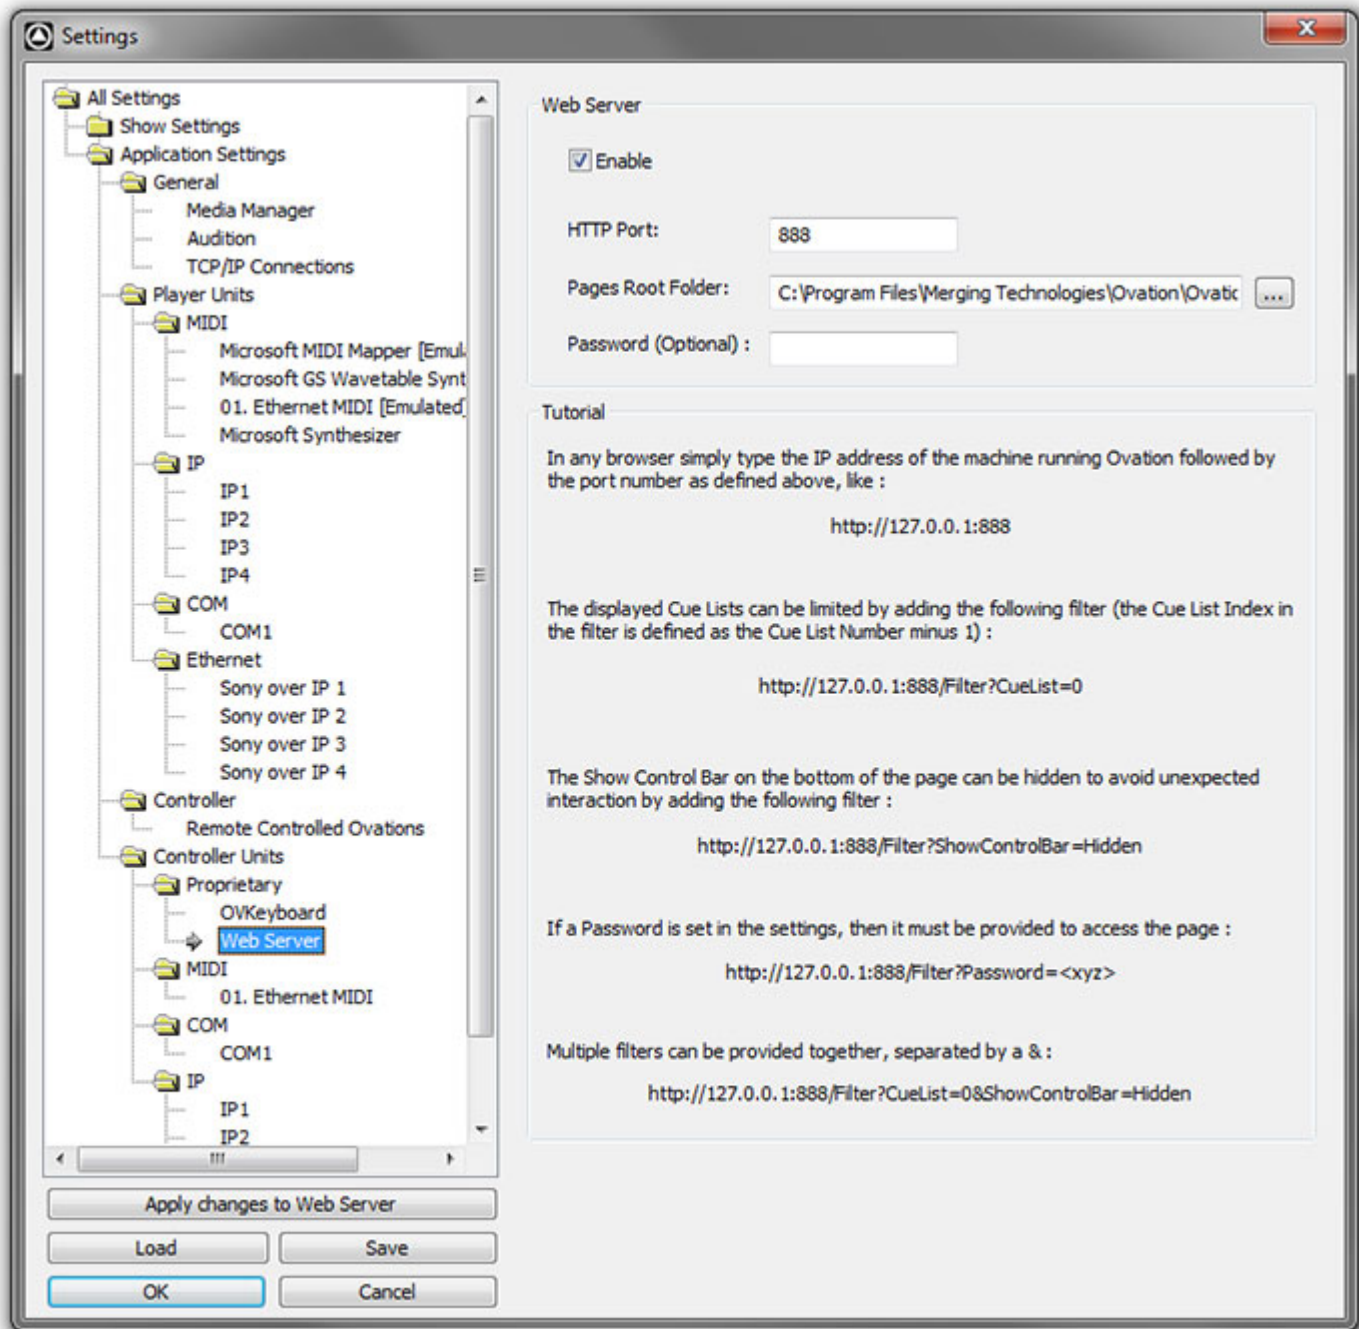 Settings
All Settings
Show Settings
Application Settings
General
Media Manager
Audition
TCP/IP Connections
Player Units
MIDI
Microsoft MIDI Mapper [Emul
Microsoft GS Wavetable Synt
01. Ethernet MIDI [Emulated]
Microsoft Synthesizer
IP
IP1
IP2
IP3
IP4
COM
COM1
Ethernet
Sony over IP 1
Sony over IP 2
Sony over IP 3
Sony over IP 4
Controller
Remote Controlled Ovations
Controller Units
Proprietary
OVKeyboard
Web Server
MIDI
01. Ethernet MIDI
COM
COM1
IP
IP1
IP2
Apply changes to Web Server
Load
Save
OK
Cancel
Web Server
Enable
HTTP Port:
888
Pages Root Folder:
C:\Program Files\Merging Technologies\Ovation\Ovatic
...
Password (Optional) :
Tutorial
In any browser simply type the IP address of the machine running Ovation followed by
the port number as defined above, like :
http://127.0.0.1:888
The displayed Cue Lists can be limited by adding the following filter (the Cue List Index in
the filter is defined as the Cue List Number minus 1) :
http://127.0.0.1:888/Filter?CueList=0
The Show Control Bar on the bottom of the page can be hidden to avoid unexpected
interaction by adding the following filter :
http://127.0.0.1:888/Filter?ShowControlBar=Hidden
If a Password is set in the settings, then it must be provided to access the page :
http://127.0.0.1:888/Filter?Password=<xyz>
Multiple filters can be provided together, separated by a & :
http://127.0.0.1:888/Filter?CueList=0&ShowControlBar=Hidden